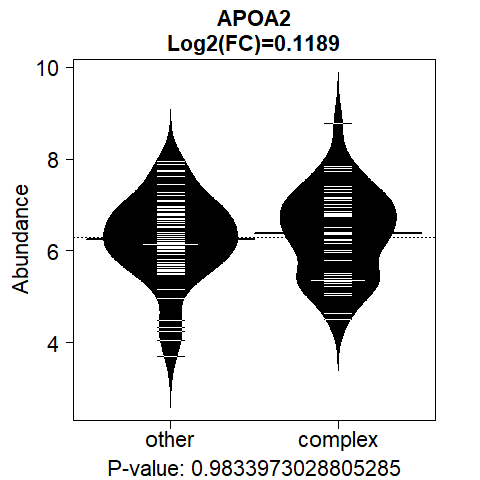 APOA2
Log2(FC)=0.1189
10
8
6
4
Abundance
other complex
P-value: 0.9833973028805285